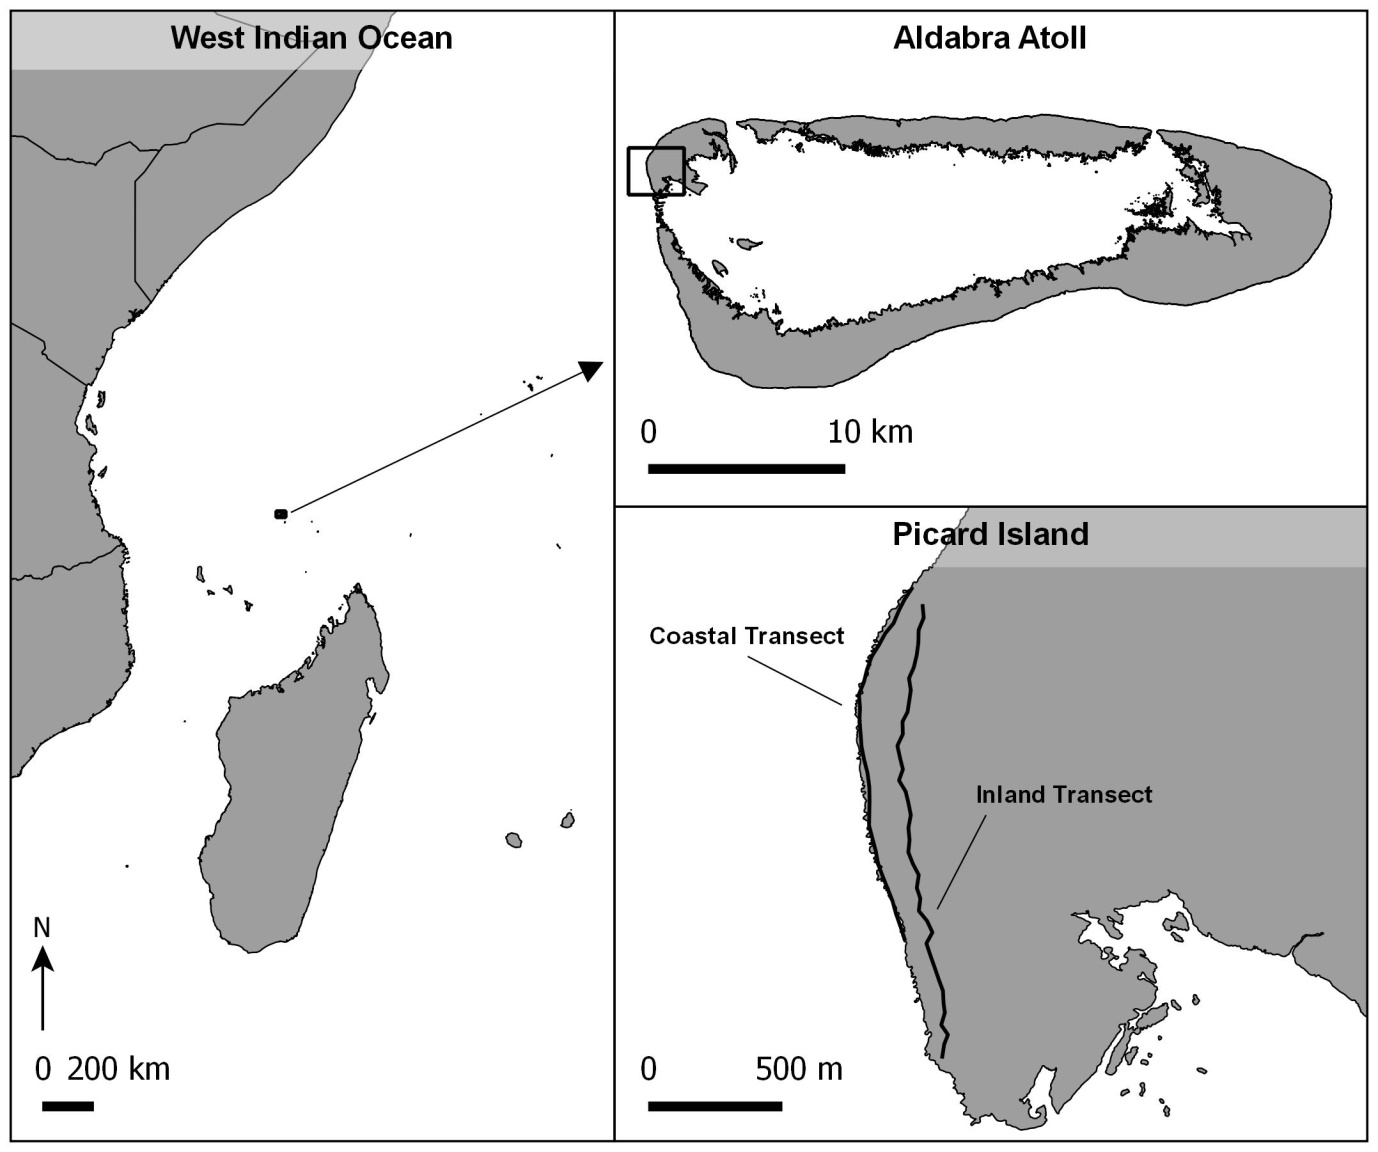 West Indian Ocean
N
0 200 km
Aldabra Atoll
0 10 km
Picard Island
Coastal Transect
Inland Transect
0 500 m